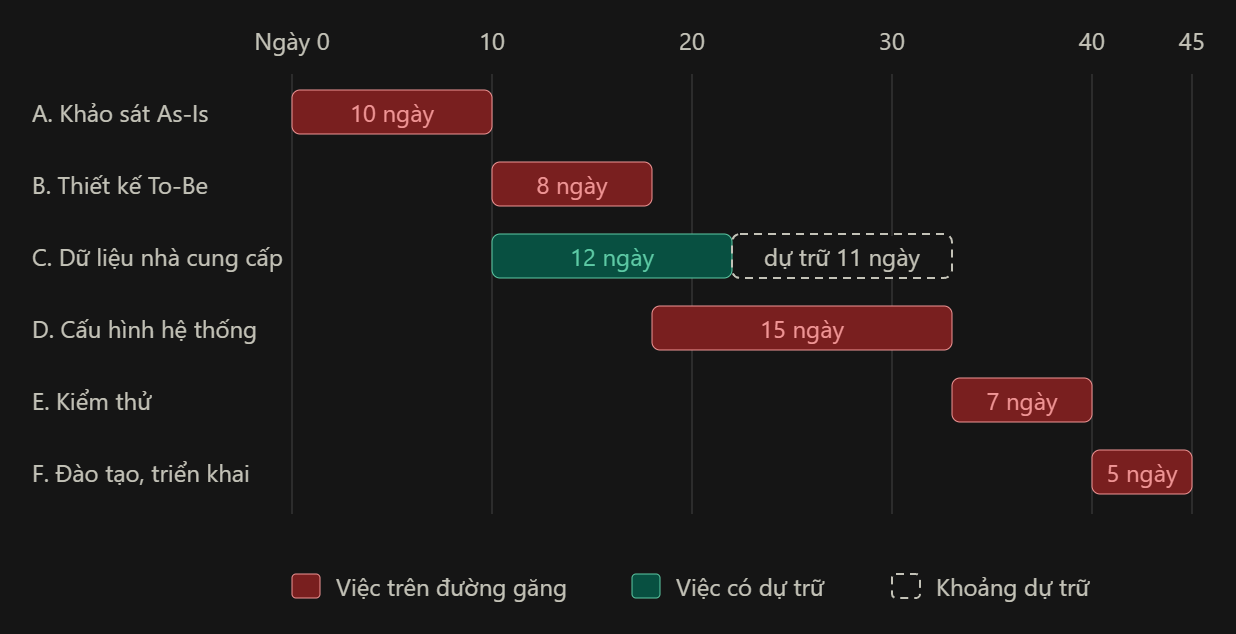 Ngày 0 10 20 30 40 45
A. Khảo sát As-Is 10 ngày
B. Thiết kế To-Be 8 ngày
C. Dữ liệu nhà cung cấp 12 ngày dự trữ 11 ngày
D. Cấu hình hệ thống 15 ngày
E. Kiểm thử 7 ngày
F. Đào tạo, triển khai 5 ngày
Việc trên đường găng Việc có dự trữ Khoảng dự trữ